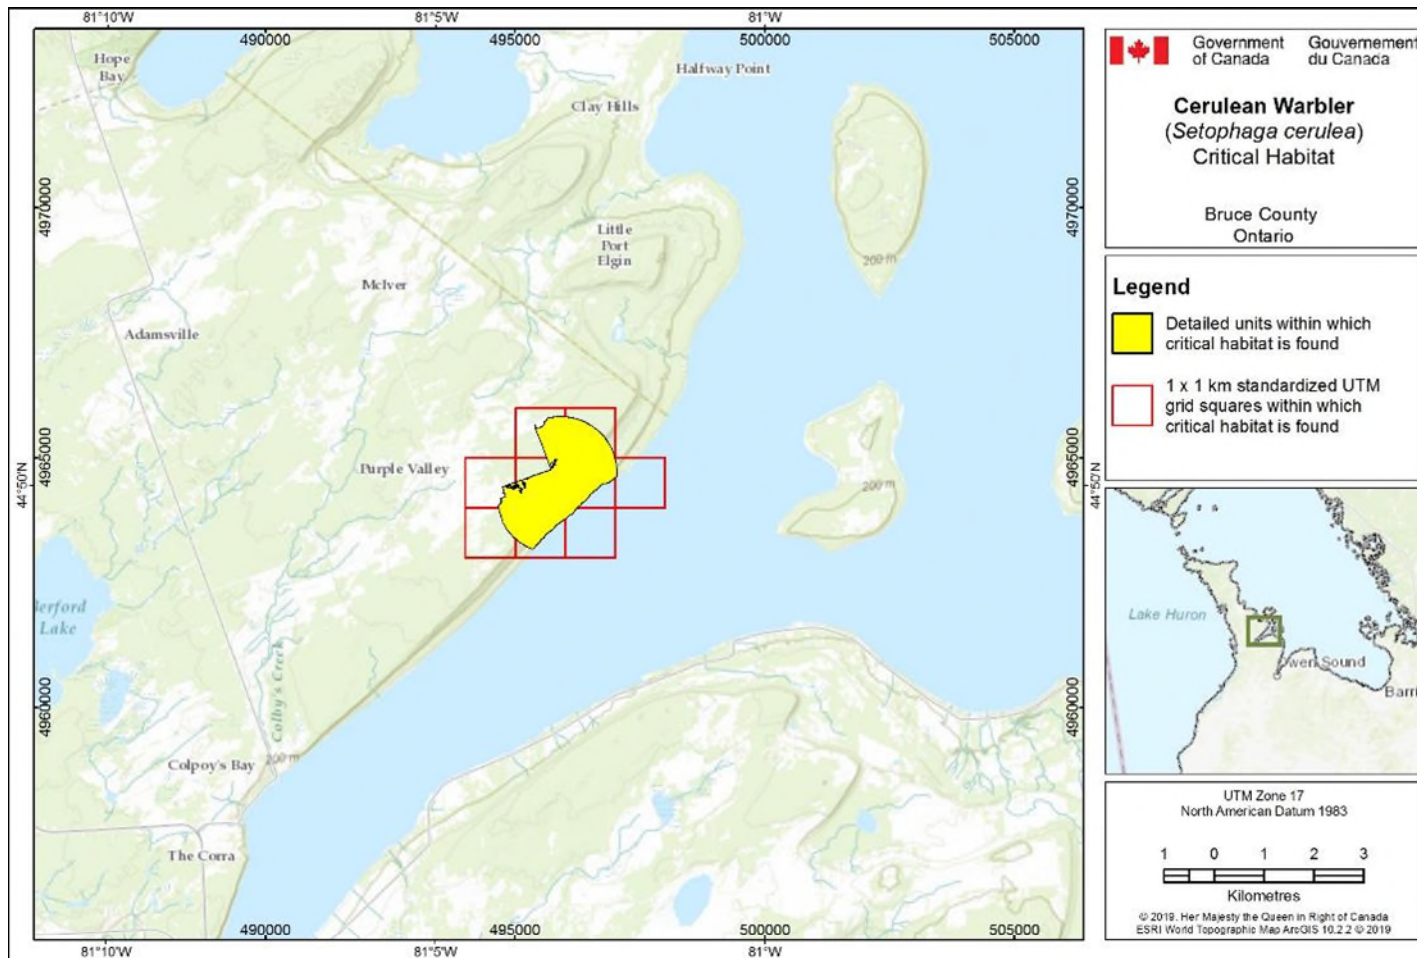 81°10'W
81°5'W
81°W
490000
495000
500000
505000
Hope
Bay
Halfway Point
Clay Hills
4970000
4970000
Little
Port
Elgin
200 m
McIver
Adamsville
Purple Valley
4965000
4965000
44°50'N
44°50'N
200 m
Berford
Lake
Colby's Creek
4960000
4960000
200 m
Colpoy's Bay
The Corra
490000
495000
500000
505000
81°10'W
81°5'W
81°W
Government
of Canada
Gouvernement
du Canada
Cerulean Warbler
(Setophaga cerulea)
Critical Habitat
Bruce County
Ontario
Legend
Detailed units within which
critical habitat is found
1 x 1 km standardized UTM
grid squares within which
critical habitat is found
Lake Huron
Owen Sound
Barri
UTM Zone 17
North American Datum 1983
1 0 1 2 3
Kilometres
© 2019. Her Majesty the Queen in Right of Canada
ESRI World Topographic Map ArcGIS 10.2.2 © 2019